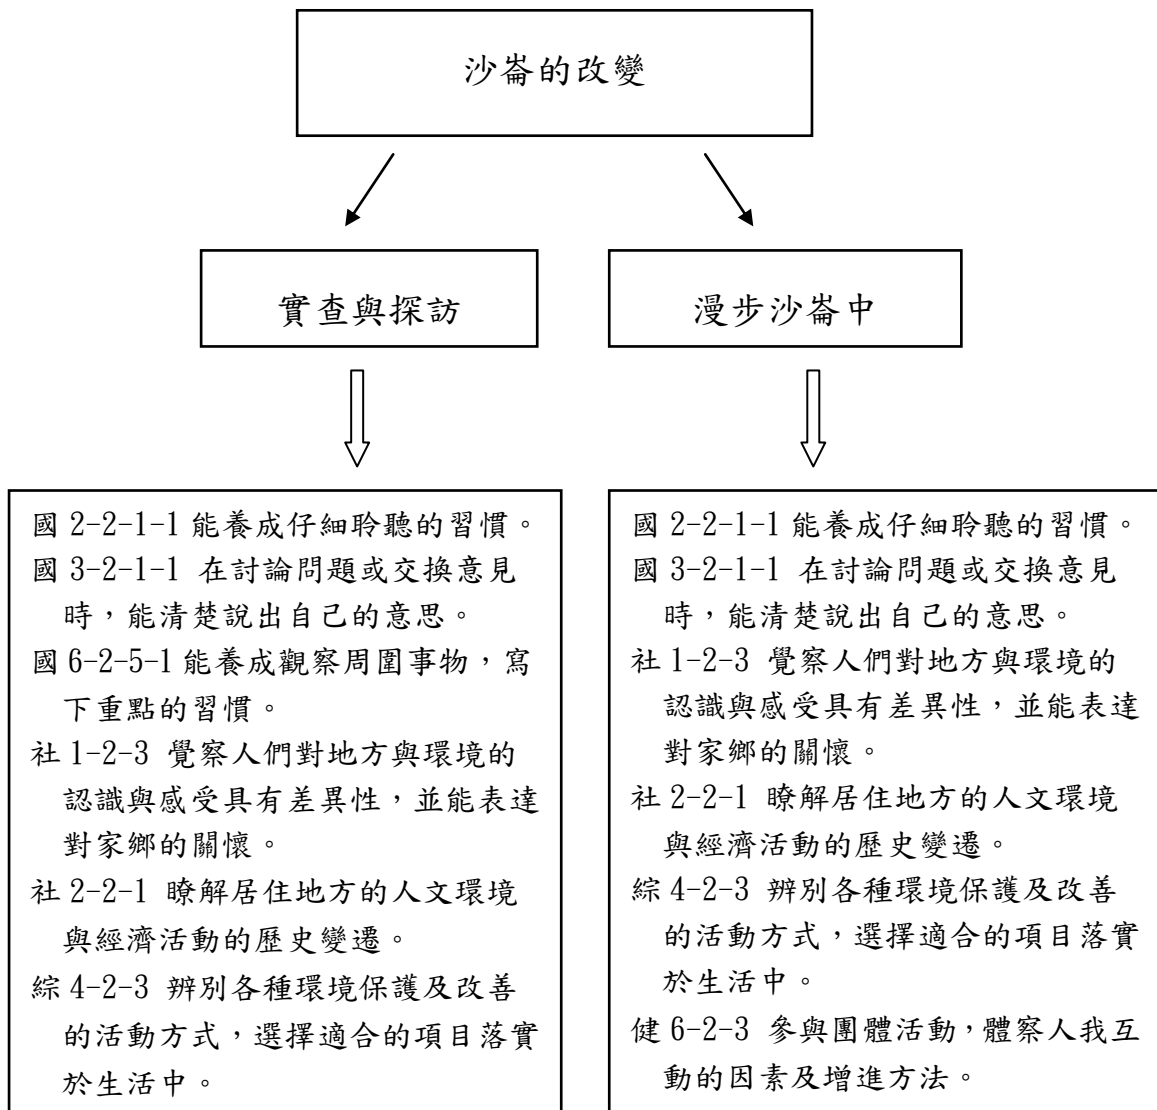 沙崙的改變
實查與探訪
漫步沙崙中
國 2-2-1-1 能養成仔細聆聽的習慣。
國 3-2-1-1 在討論問題或交換意見
時，能清楚說出自己的意思。
國 6-2-5-1 能養成觀察周圍事物，寫
下重點的習慣。
社 1-2-3 覺察人們對地方與環境的
認識與感受具有差異性，並能表達
對家鄉的關懷。
社 2-2-1 瞭解居住地方的人文環境
與經濟活動的歷史變遷。
綜 4-2-3 辨別各種環境保護及改善
的活動方式，選擇適合的項目落實
於生活中。
國 2-2-1-1 能養成仔細聆聽的習慣。
國 3-2-1-1 在討論問題或交換意見
時，能清楚說出自己的意思。
社 1-2-3 覺察人們對地方與環境的
認識與感受具有差異性，並能表達
對家鄉的關懷。
社 2-2-1 瞭解居住地方的人文環境
與經濟活動的歷史變遷。
綜 4-2-3 辨別各種環境保護及改善
的活動方式，選擇適合的項目落實
於生活中。
健 6-2-3 參與團體活動，體察人我互
動的因素及增進方法。